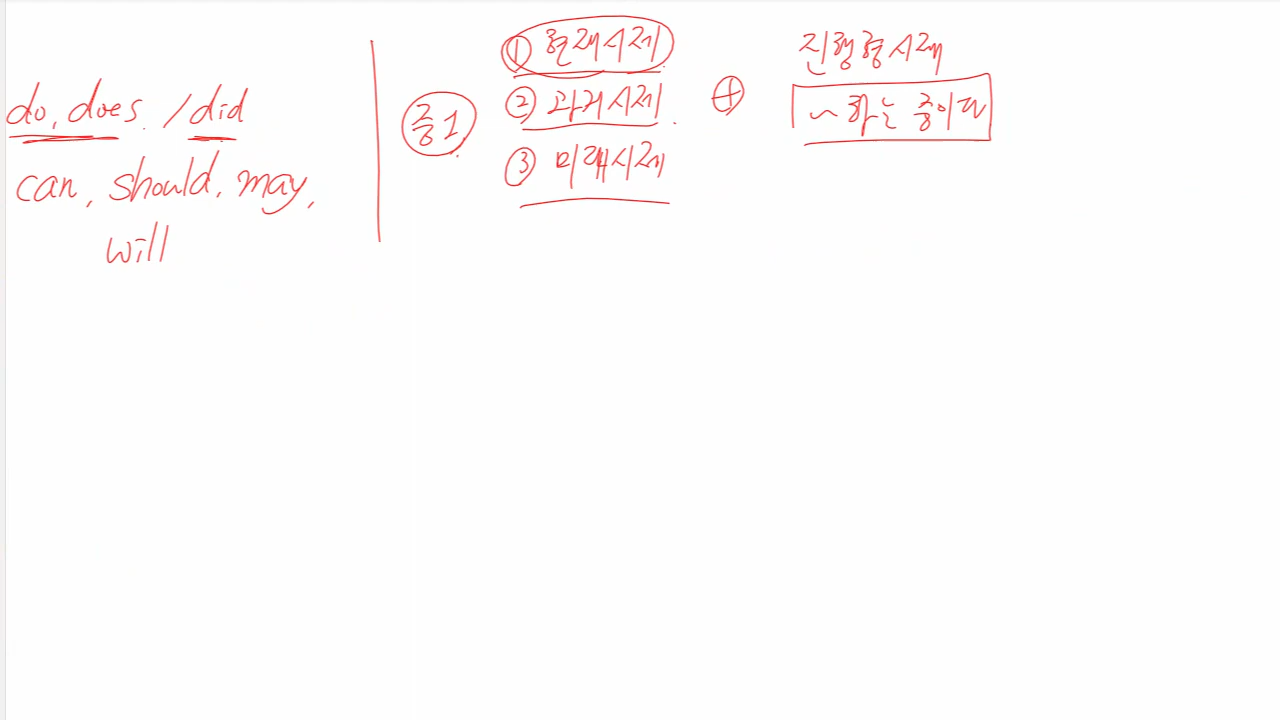 do, does / did
can, should, may,
will
중1
① 현재시제
② 과거시제
③ 미래시제
⊕
진행형시제
~하는 중이다